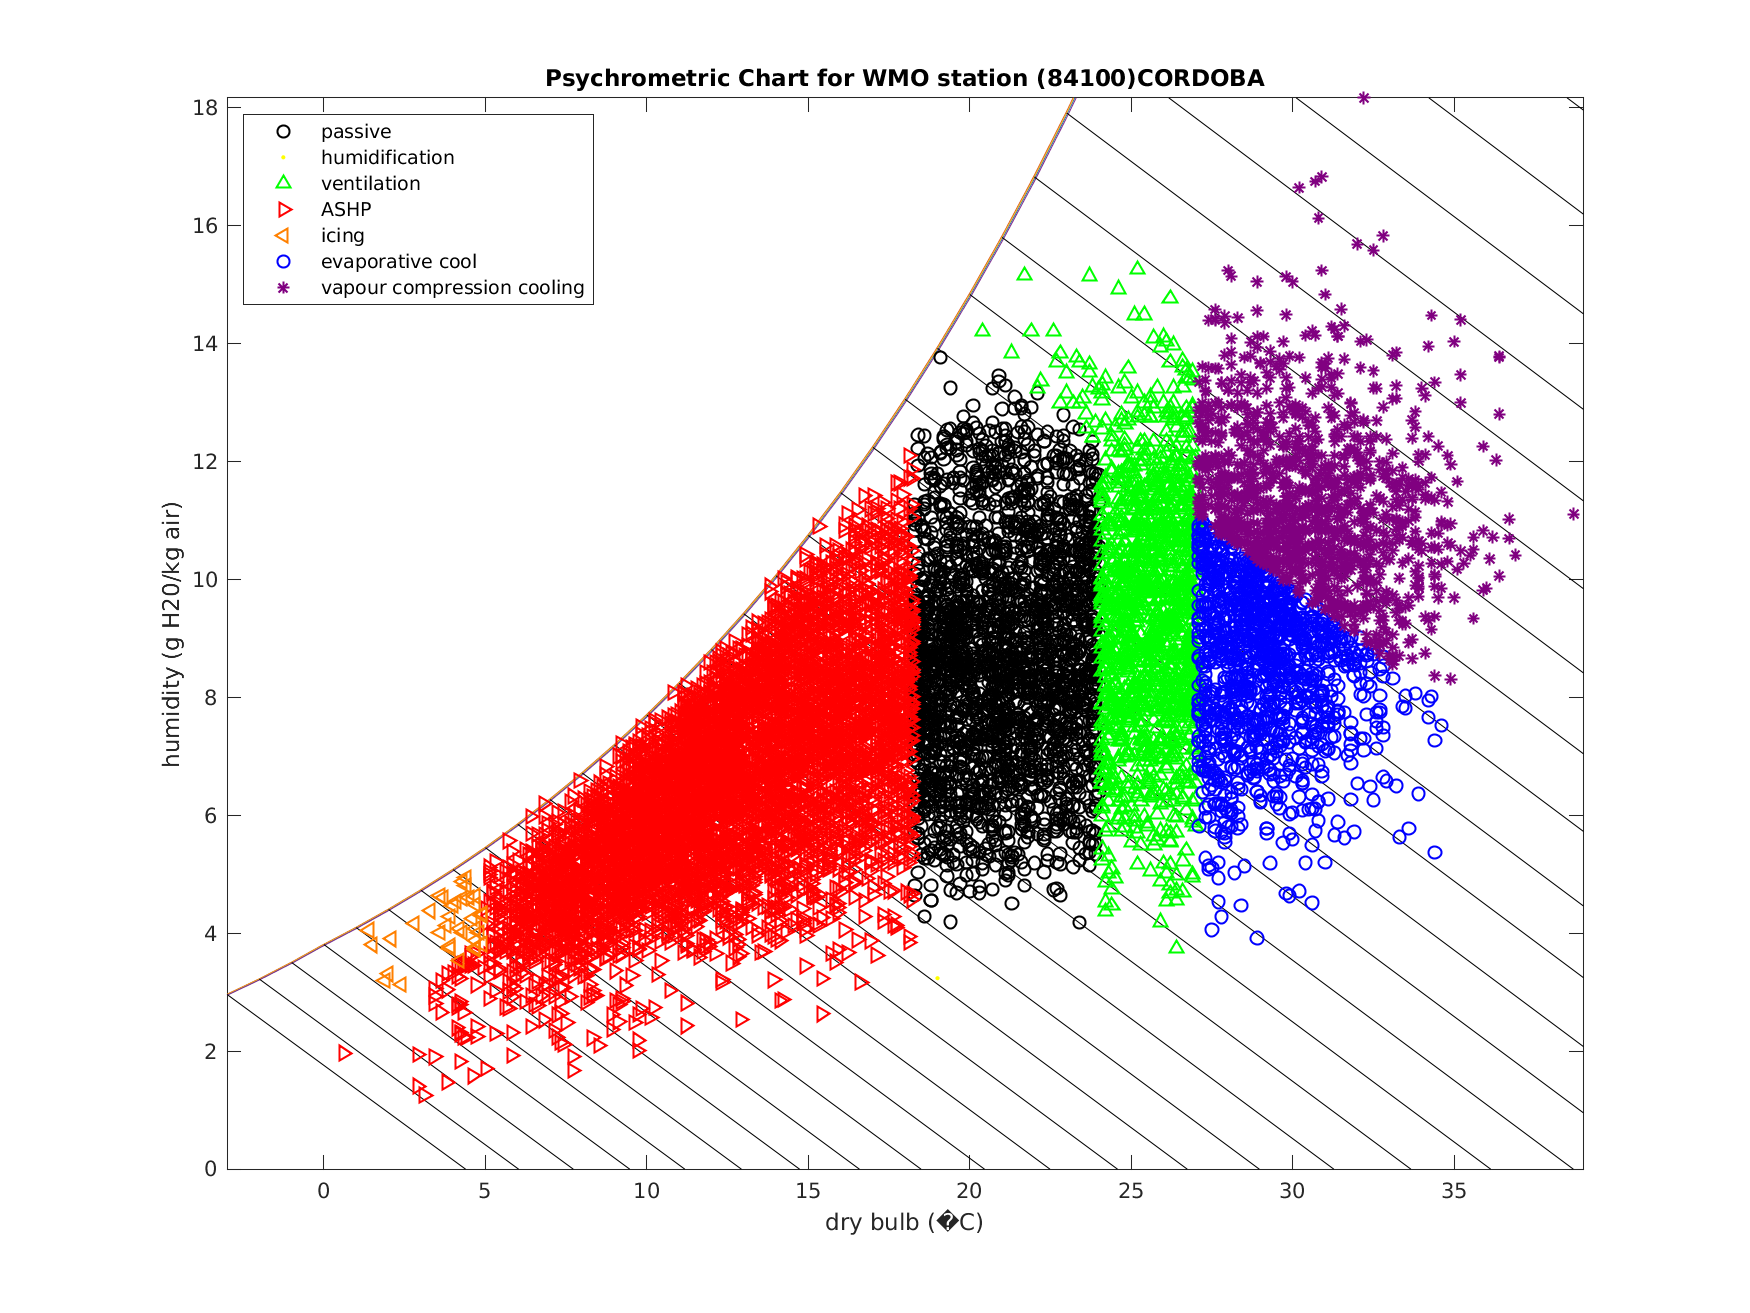 Psychrometric Chart for WMO station (84100)CORDOBA
18
16
14
12
10
8
6
4
2
0
humidity (g H20/kg air)
passive
humidification
ventilation
ASHP
icing
evaporative cool
vapour compression cooling
0 5 10 15 20 25 30 35
dry bulb (�C)